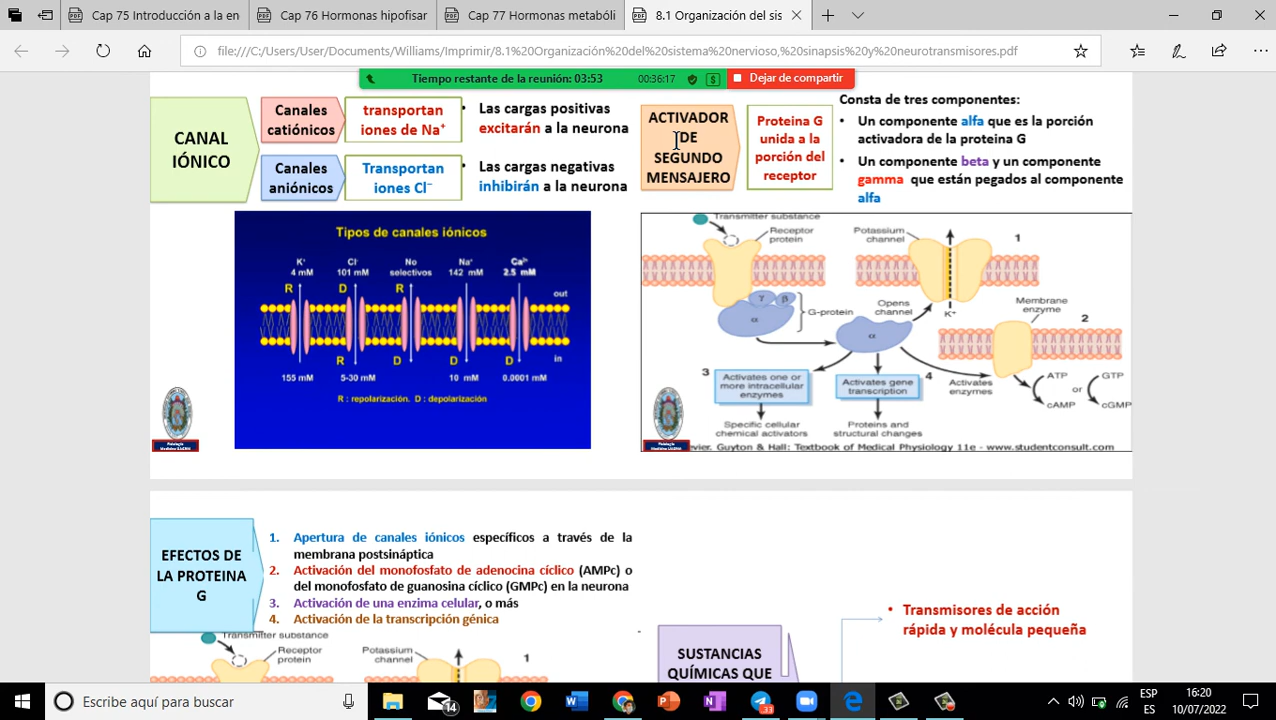 Cap 75 Introducción
Cap 76 Hormonas hipofisa
Cap 77 Hormonas metabóli
8.1 Organización del sis
file:///C:/Users/User/Documents/Williams/Imprimir/8.1%20Organización%20del%20sistema%20nervioso,%20sinapsis%20y%20neurotransmisores.pdf
Tiempo restante de la reunión: 03:53
00:36:17
Dejar de compartir
CANAL
IÓNICO
Canales
catiónicos
transportan
iones de Na⁺
• Las cargas positivas
excitarán a la neurona
Canales
aniónicos
Transportan
iones Cl⁻
• Las cargas negativas
inhibirán a la neurona
Tipos de canales iónicos
K⁺
4 mM
Cl⁻
101 mM
No
selectivos
Na⁺
142 mM
Ca²⁺
2.5 mM
R
D
R
out
in
R
D
D
D
D
155 mM
5-30 mM
10 mM
0.0001 mM
R : repolarización. D : depolarización
ACTIVADOR
DE
SEGUNDO
MENSAJERO
Proteina G
unida a la
porción del
receptor
Consta de tres componentes:
• Un componente alfa que es la porción
activadora de la proteina G
• Un componente beta y un componente
gamma que están pegados al componente
alfa
Transmitter substance
Receptor
protein
Potassium
channel
1
γ
β
α
G-protein
Opens
channel
K⁺
Membrane
enzyme
2
α
3
Activates one or
more intracellular
enzymes
Activates gene
transcription
4
Activates
enzymes
ATP
or
GTP
cAMP
cGMP
Specific cellular
chemical activators
Proteins and
structural changes
evier. Guyton & Hall: Textbook of Medical Physiology 11e - www.studentconsult.com
EFECTOS DE
LA PROTEINA
G
1. Apertura de canales iónicos específicos a través de la
membrana postsináptica
2. Activación del monofosfato de adenocina cíclico (AMPc) o
del monofosfato de guanosina cíclico (GMPc) en la neurona
3. Activación de una enzima celular, o más
4. Activación de la transcripción génica
Transmitter substance
Receptor
protein
Potassium
channel
1
SUSTANCIAS
QUÍMICAS QUE
• Transmisores de acción
rápida y molécula pequeña
Escribe aquí para buscar
14
33
ESP
ES
16:20
10/07/2022